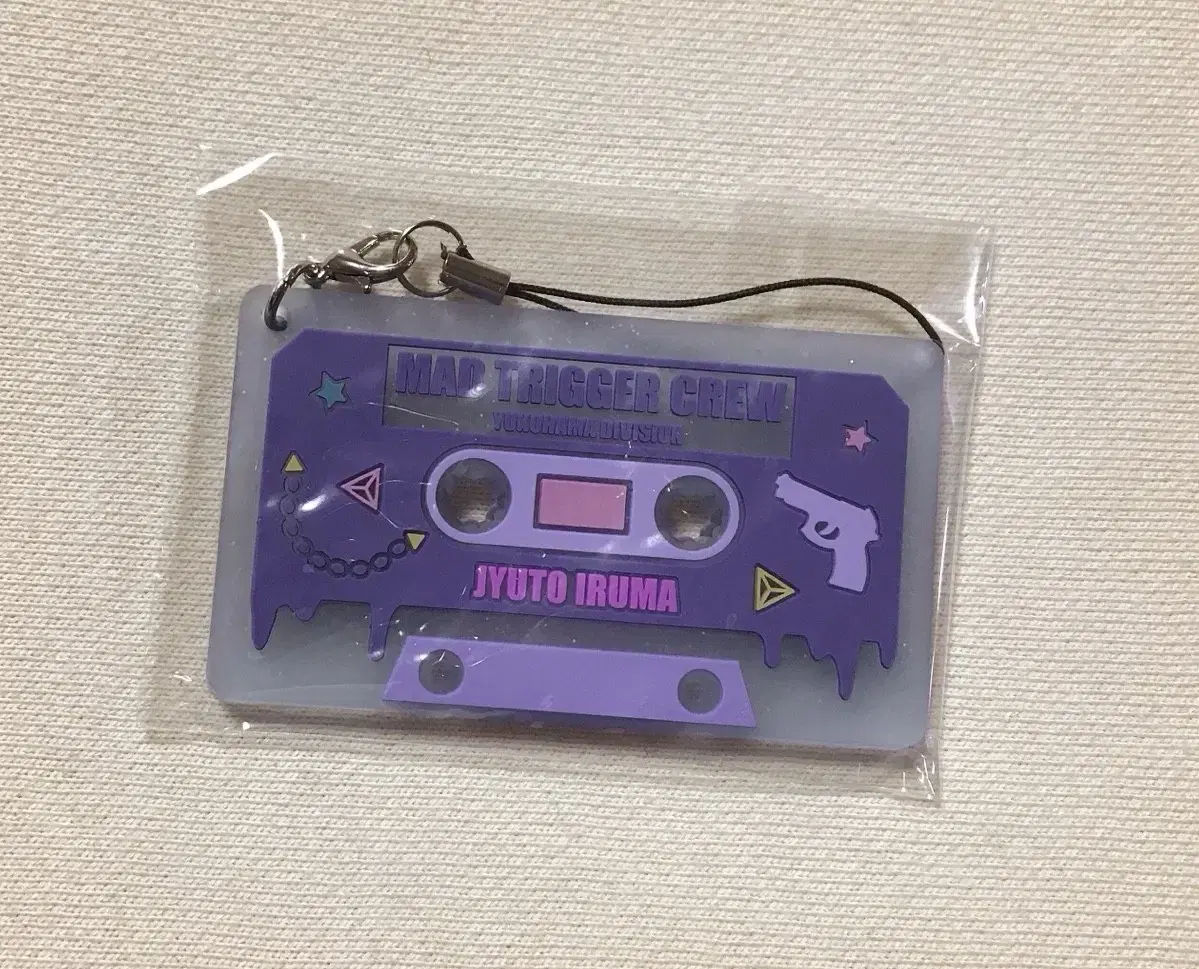 MAD TRIGGER CREW
YOKOHAMA DIVISION
JYUTO IRUMA